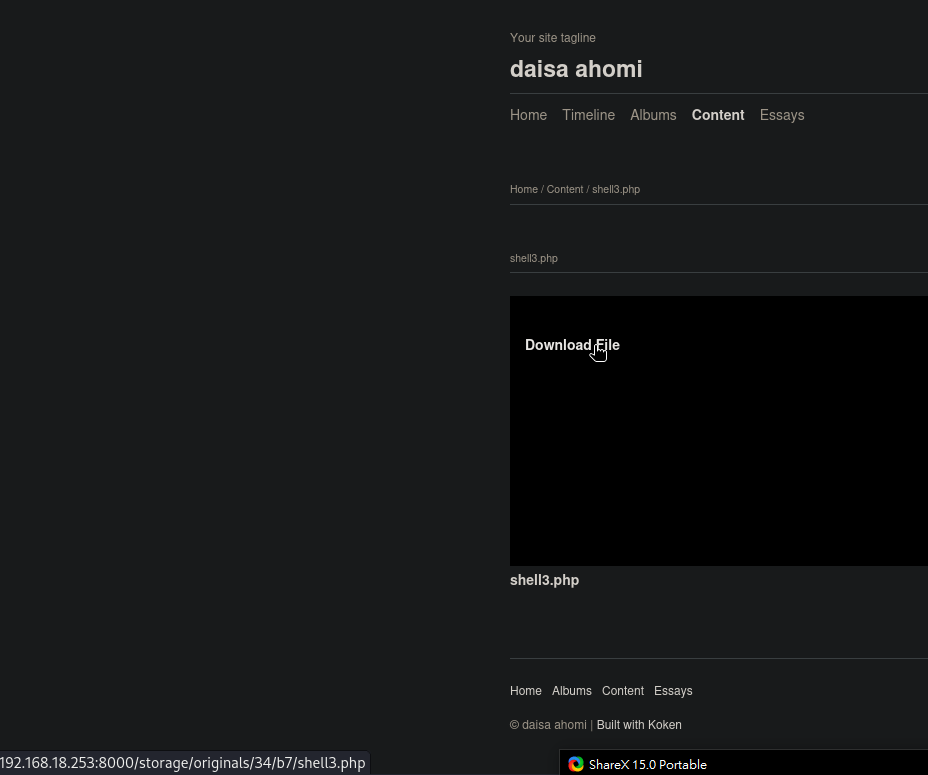 Your site tagline
daisa ahomi
Home Timeline Albums Content Essays
Home / Content / shell3.php
shell3.php
Download File
shell3.php
Home Albums Content Essays
© daisa ahomi | Built with Koken
192.168.18.253:8000/storage/originals/34/b7/shell3.php
ShareX 15.0 Portable